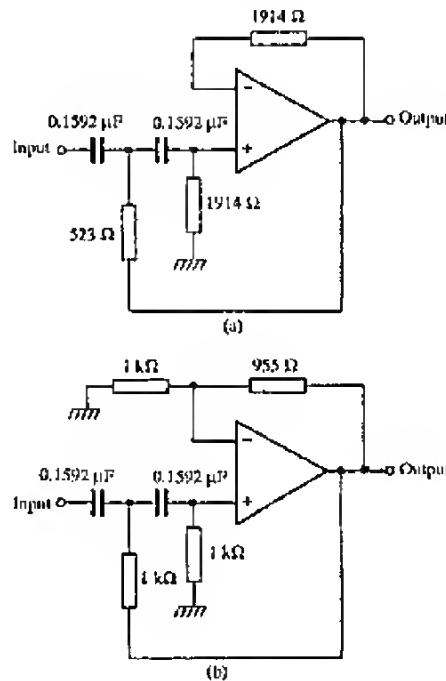 1914 Ω
0.1592 μF 0.1592 μF
Input
Output
1914 Ω
523 Ω
(a)
1 kΩ 955 Ω
0.1592 μF 0.1592 μF
Input
Output
1 kΩ 1 kΩ
(b)